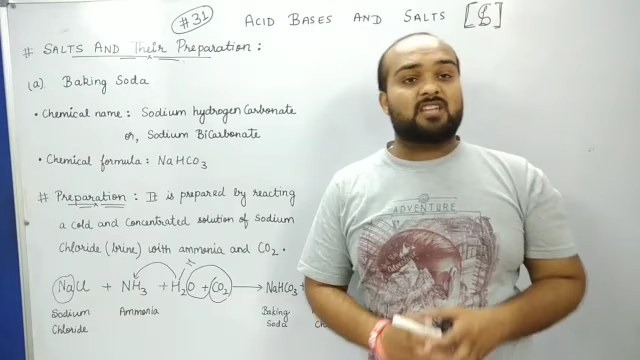 #31
ACID BASES AND SALTS [8]
# SALTS AND Their Preparation :
(a) Baking Soda
• Chemical name : Sodium hydrogen Carbonate
or, Sodium BiCarbonate
• Chemical formula : NaHCO3
# Preparation : It is prepared by reacting
a cold and concentrated solution of Sodium
Chloride (brine) with ammonia and CO2.
NaCl + NH3 + H2O + CO2 → NaHCO3 +
Sodium Chloride
Ammonia
Baking Soda
ADVENTURE